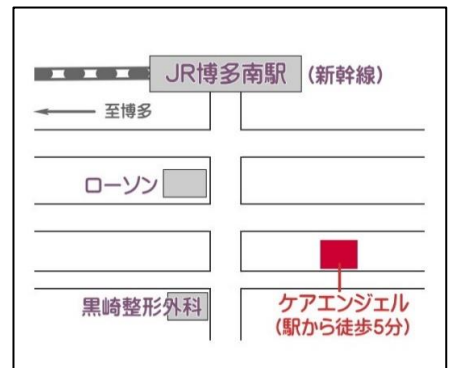 JR博多南駅 (新幹線)
至博多
ローソン
黒崎整形外科
ケアエンジェル
(駅から徒歩5分)